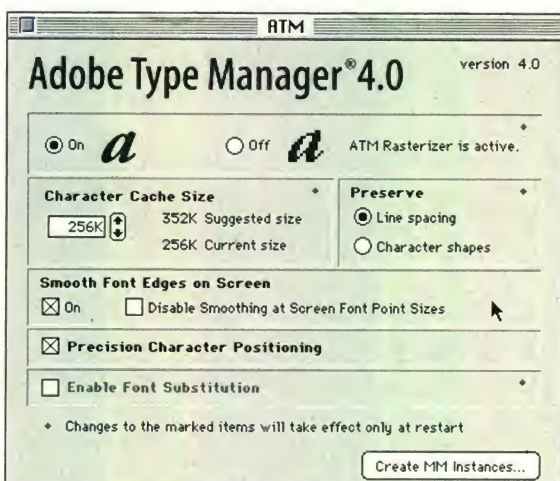 ATM
Adobe Type Manager®4.0
version 4.0
On a Off a ATM Rasterizer is active.
Character Cache Size
256K 352K Suggested size
256K Current size
Preserve
Line spacing
Character shapes
Smooth Font Edges on Screen
On Disable Smoothing at Screen Font Point Sizes
Precision Character Positioning
Enable Font Substitution
Changes to the marked items will take effect only at restart
Create MM Instances...